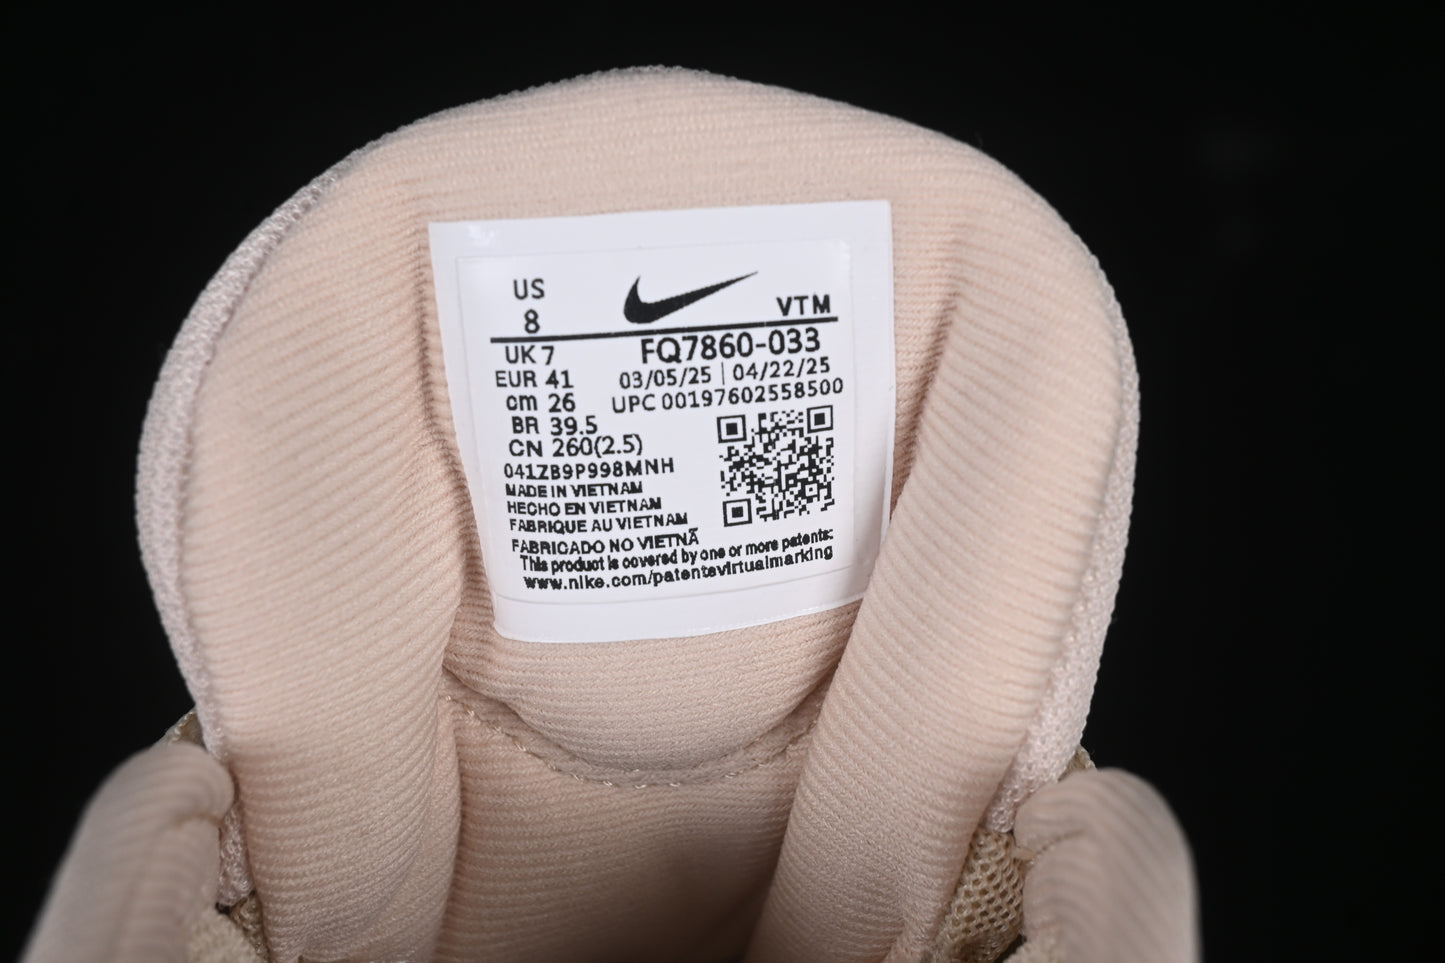 US
8
VTM
UK 7
FQ7860-033
EUR 41
03/05/25 | 04/22/25
cm 26
UPC 00197602558500
BR 39.5
CN 260(2.5)
041ZB9P998MNH
MADE IN VIETNAM
HECHO EN VIETNAM
FABRIQUE AU VIETNAM
FABRICADO NO VIETNÃ
This product is covered by one or more patents:
www.nike.com/patentsvirtualmarking